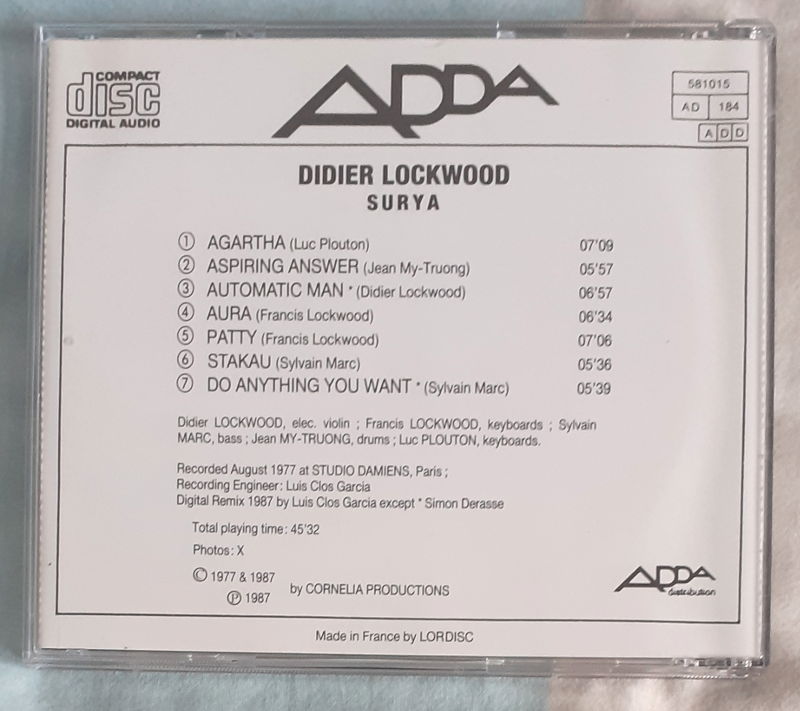 COMPACT
disc
DIGITAL AUDIO
ADDA
581015
AD 184
A D D
DIDIER LOCKWOOD
SURYA
1 AGARTHA (Luc Plouton) 07'09
2 ASPIRING ANSWER (Jean My-Truong) 05'57
3 AUTOMATIC MAN * (Didier Lockwood) 06'57
4 AURA (Francis Lockwood) 06'34
5 PATTY (Francis Lockwood) 07'06
6 STAKAU (Sylvain Marc) 05'36
7 DO ANYTHING YOU WANT * (Sylvain Marc) 05'39
Didier LOCKWOOD, elec. violin ; Francis LOCKWOOD, keyboards ; Sylvain
MARC, bass ; Jean MY-TRUONG, drums ; Luc PLOUTON, keyboards.
Recorded August 1977 at STUDIO DAMIENS, Paris ;
Recording Engineer : Luis Clos Garcia
Digital Remix 1987 by Luis Clos Garcia except * Simon Derasse
Total playing time : 45'32
Photos : X
© 1977 & 1987
℗ 1987 by CORNELIA PRODUCTIONS
ADDA
distribution
Made in France by LORDISC